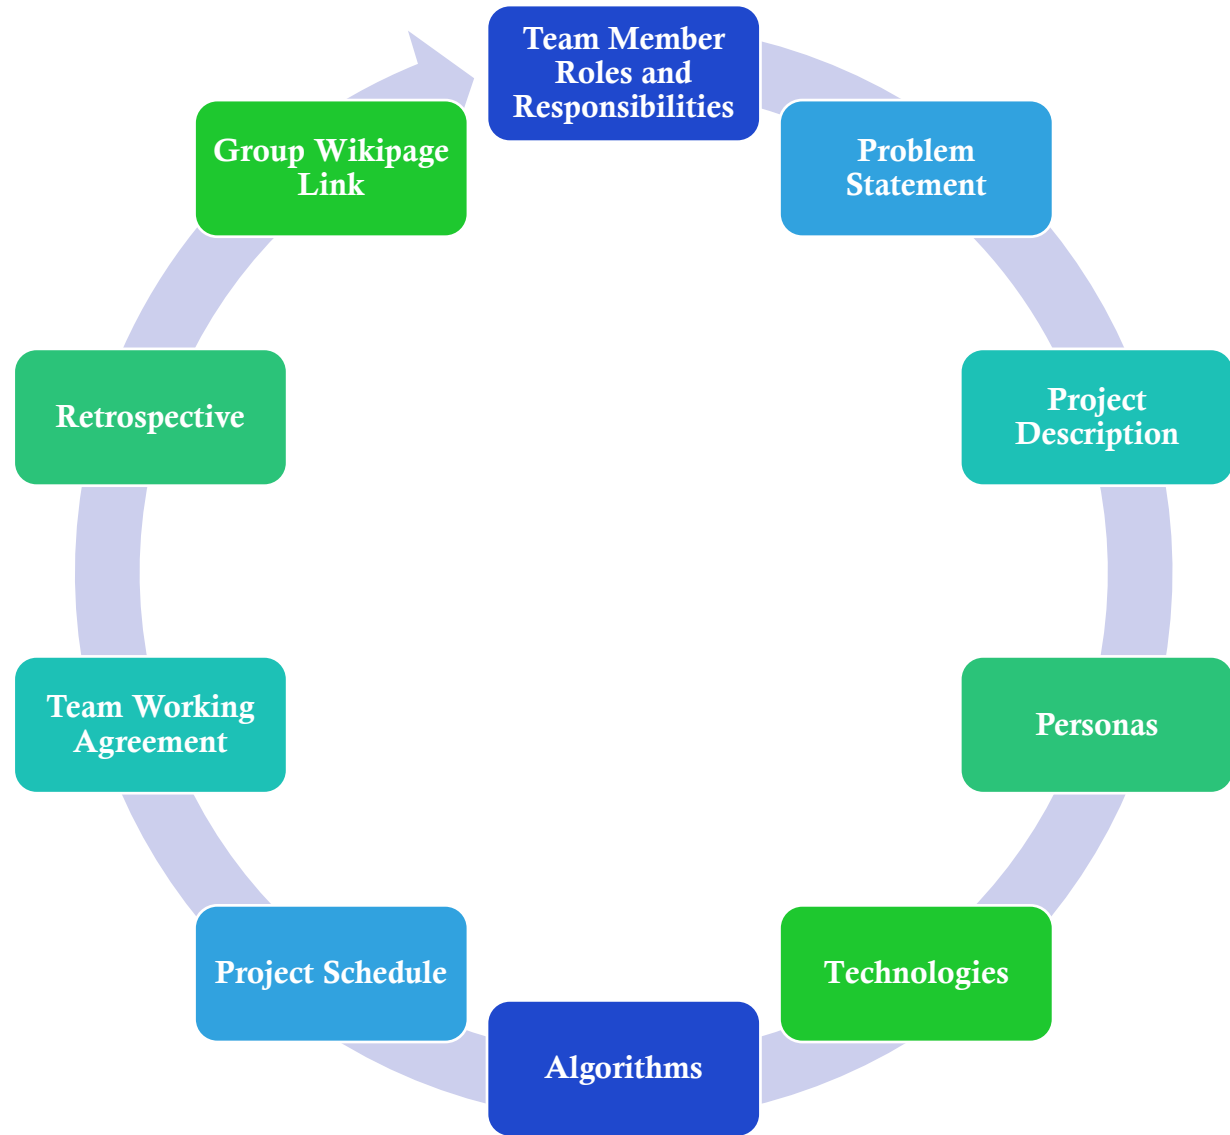 Team Member
Roles and
Responsibilities
Problem
Statement
Project
Description
Personas
Technologies
Algorithms
Project Schedule
Team Working
Agreement
Retrospective
Group Wikipage
Link